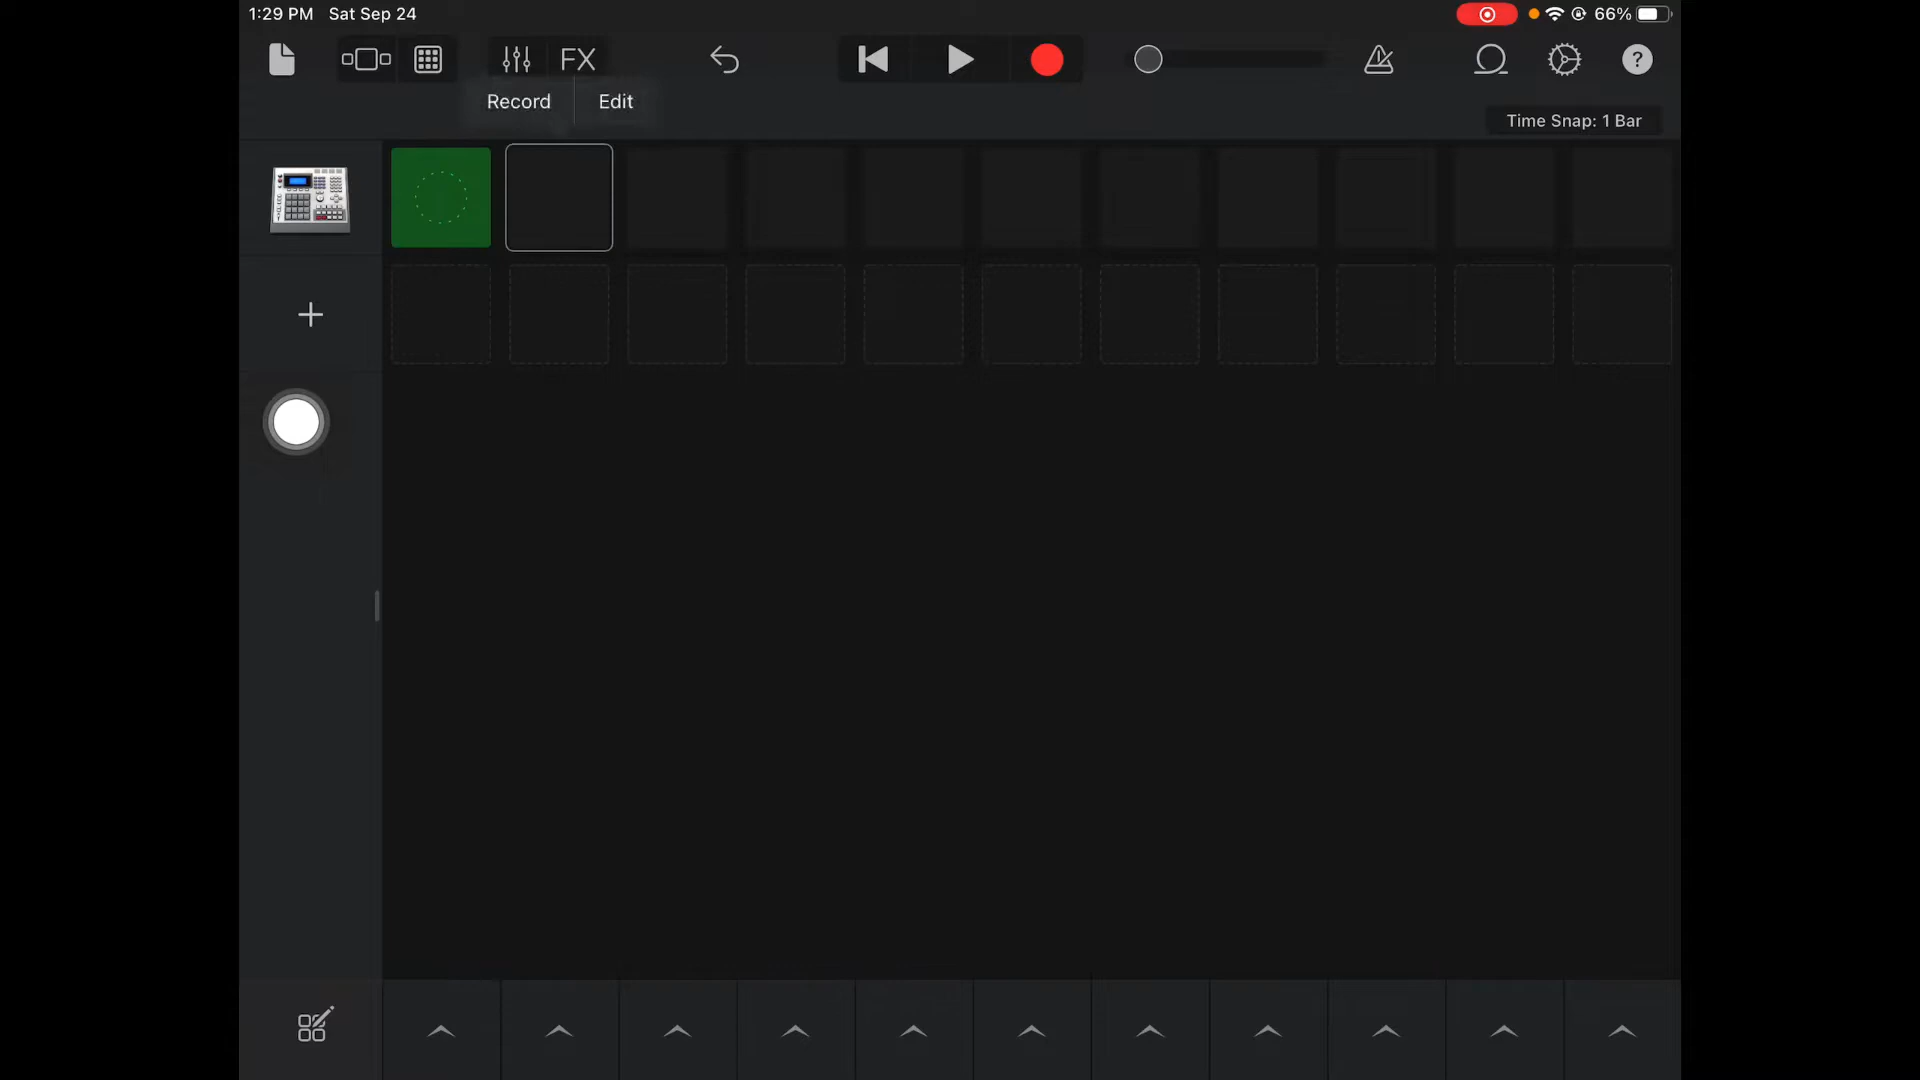 1:29 PM Sat Sep 24
66%
FX
?
Record Edit
Time Snap: 1 Bar